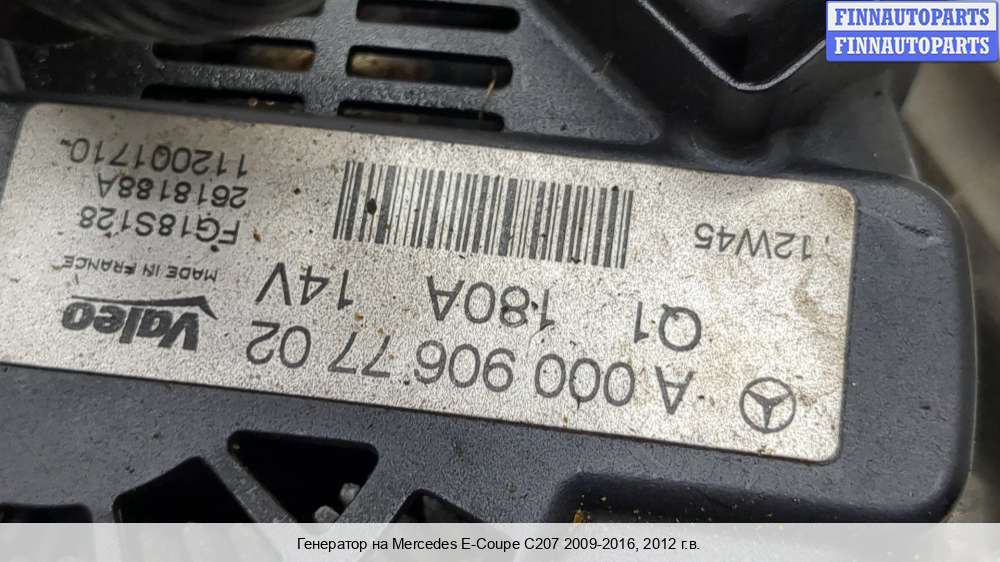 FINNAUTOPARTS
FINNAUTOPARTS
A 000 906 77 02
Valeo
Q1 180A 14V
MADE IN FRANCE
12W45
FG18S128
2618188A
112001710
Генератор на Mercedes E-Coupe C207 2009-2016, 2012 г.в.